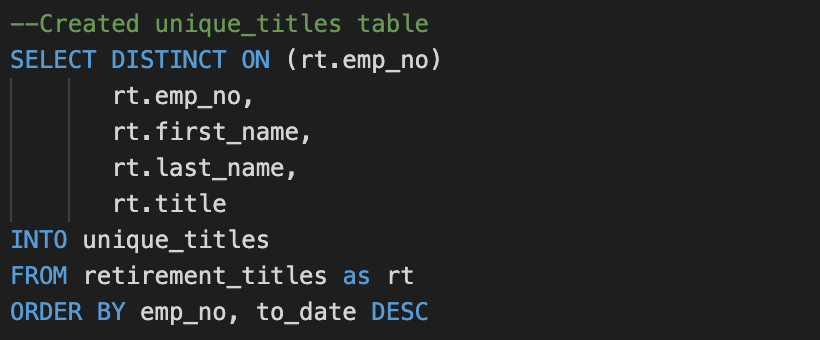 --Created unique_titles table
SELECT DISTINCT ON (rt.emp_no)
rt.emp_no,
rt.first_name,
rt.last_name,
rt.title
INTO unique_titles
FROM retirement_titles as rt
ORDER BY emp_no, to_date DESC